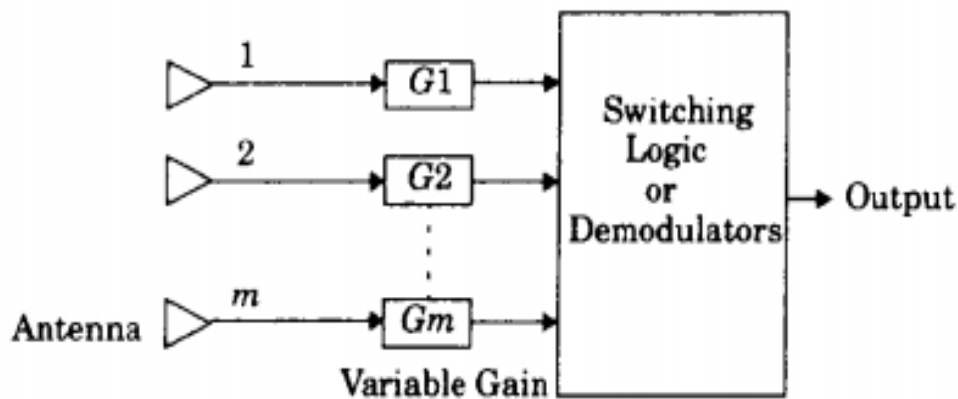 1
G1
2
G2
m
Gm
Antenna
Variable Gain
Switching
Logic
or
Demodulators
Output